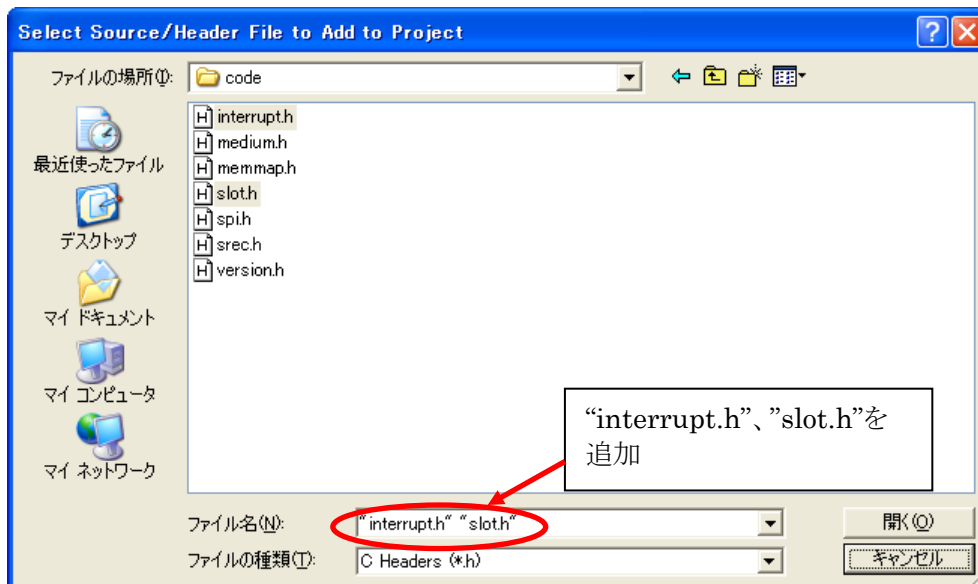 Select Source/Header File to Add to Project
ファイルの場所(I):
code
interrupt.h
medium.h
memmap.h
slot.h
spi.h
srec.h
version.h
最近使ったファイル
デスクトップ
マイ ドキュメント
マイ コンピュータ
マイ ネットワーク
“interrupt.h”、”slot.h”を
追加
ファイル名(N):
"interrupt.h" "slot.h"
開く(O)
ファイルの種類(T):
C Headers (*.h)
キャンセル